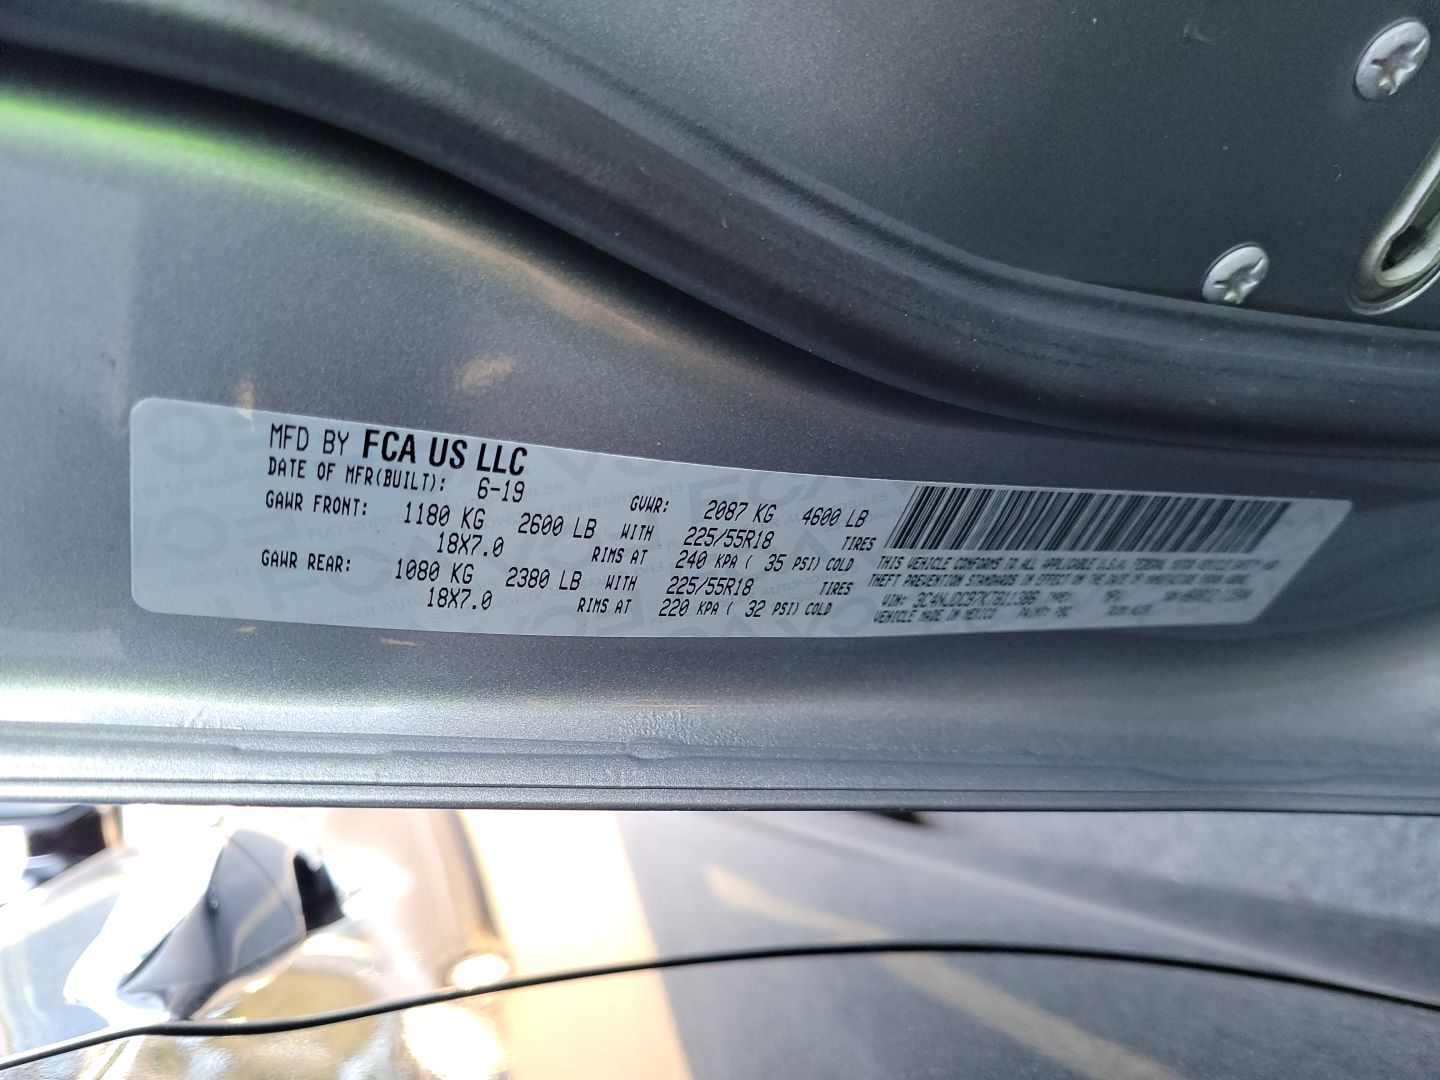 MFD BY FCA US LLC
DATE OF MFR(BUILT): 6-19
GVWR: 2087 KG 4600 LB
GAWR FRONT: 1180 KG 2600 LB WITH 225/55R18 TIRES
18X7.0 RIMS AT 240 KPA ( 35 PSI) COLD
GAWR REAR: 1080 KG 2380 LB WITH 225/55R18 TIRES
18X7.0 RIMS AT 220 KPA ( 32 PSI) COLD
THIS VEHICLE CONFORMS TO ALL APPLICABLE U.S.A. FEDERAL MOTOR VEHICLE SAFETY AND
THEFT PREVENTION STANDARDS IN EFFECT ON THE DATE OF MANUFACTURE SHOWN ABOVE.
VIN:
VEHICLE MADE IN MEXICO PAINT: